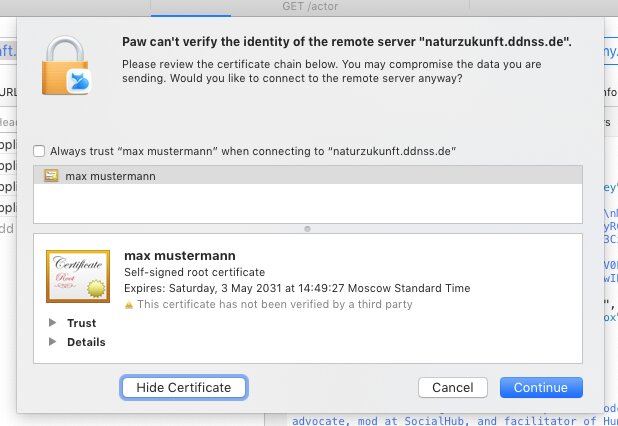 GET /actor
Paw can't verify the identity of the remote server "naturzukunft.ddnss.de".
Please review the certificate chain below. You may compromise the data you are
sending. Would you like to connect to the remote server anyway?
Always trust “max mustermann” when connecting to “naturzukunft.ddnss.de”
max mustermann
Certificate
Root
max mustermann
Self-signed root certificate
Expires: Saturday, 3 May 2031 at 14:49:27 Moscow Standard Time
This certificate has not been verified by a third party
Trust
Details
Hide Certificate
Cancel
Continue
advocate, mod at SocialHub, and facilitator of Hu